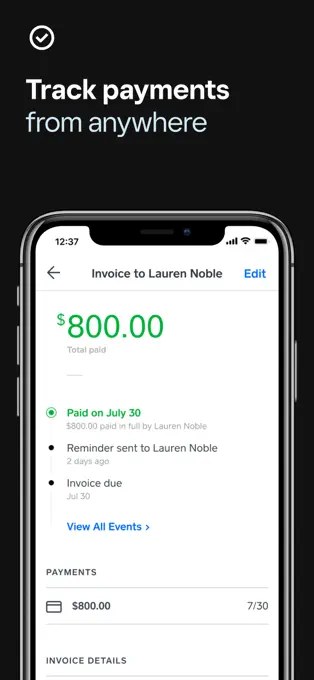 Track payments
from anywhere
12:37
Invoice to Lauren Noble Edit
$800.00
Total paid
Paid on July 30
$800.00 paid in full by Lauren Noble
Reminder sent to Lauren Noble
2 days ago
Invoice due
Jul 30
View All Events >
PAYMENTS
$800.00 7/30
INVOICE DETAILS